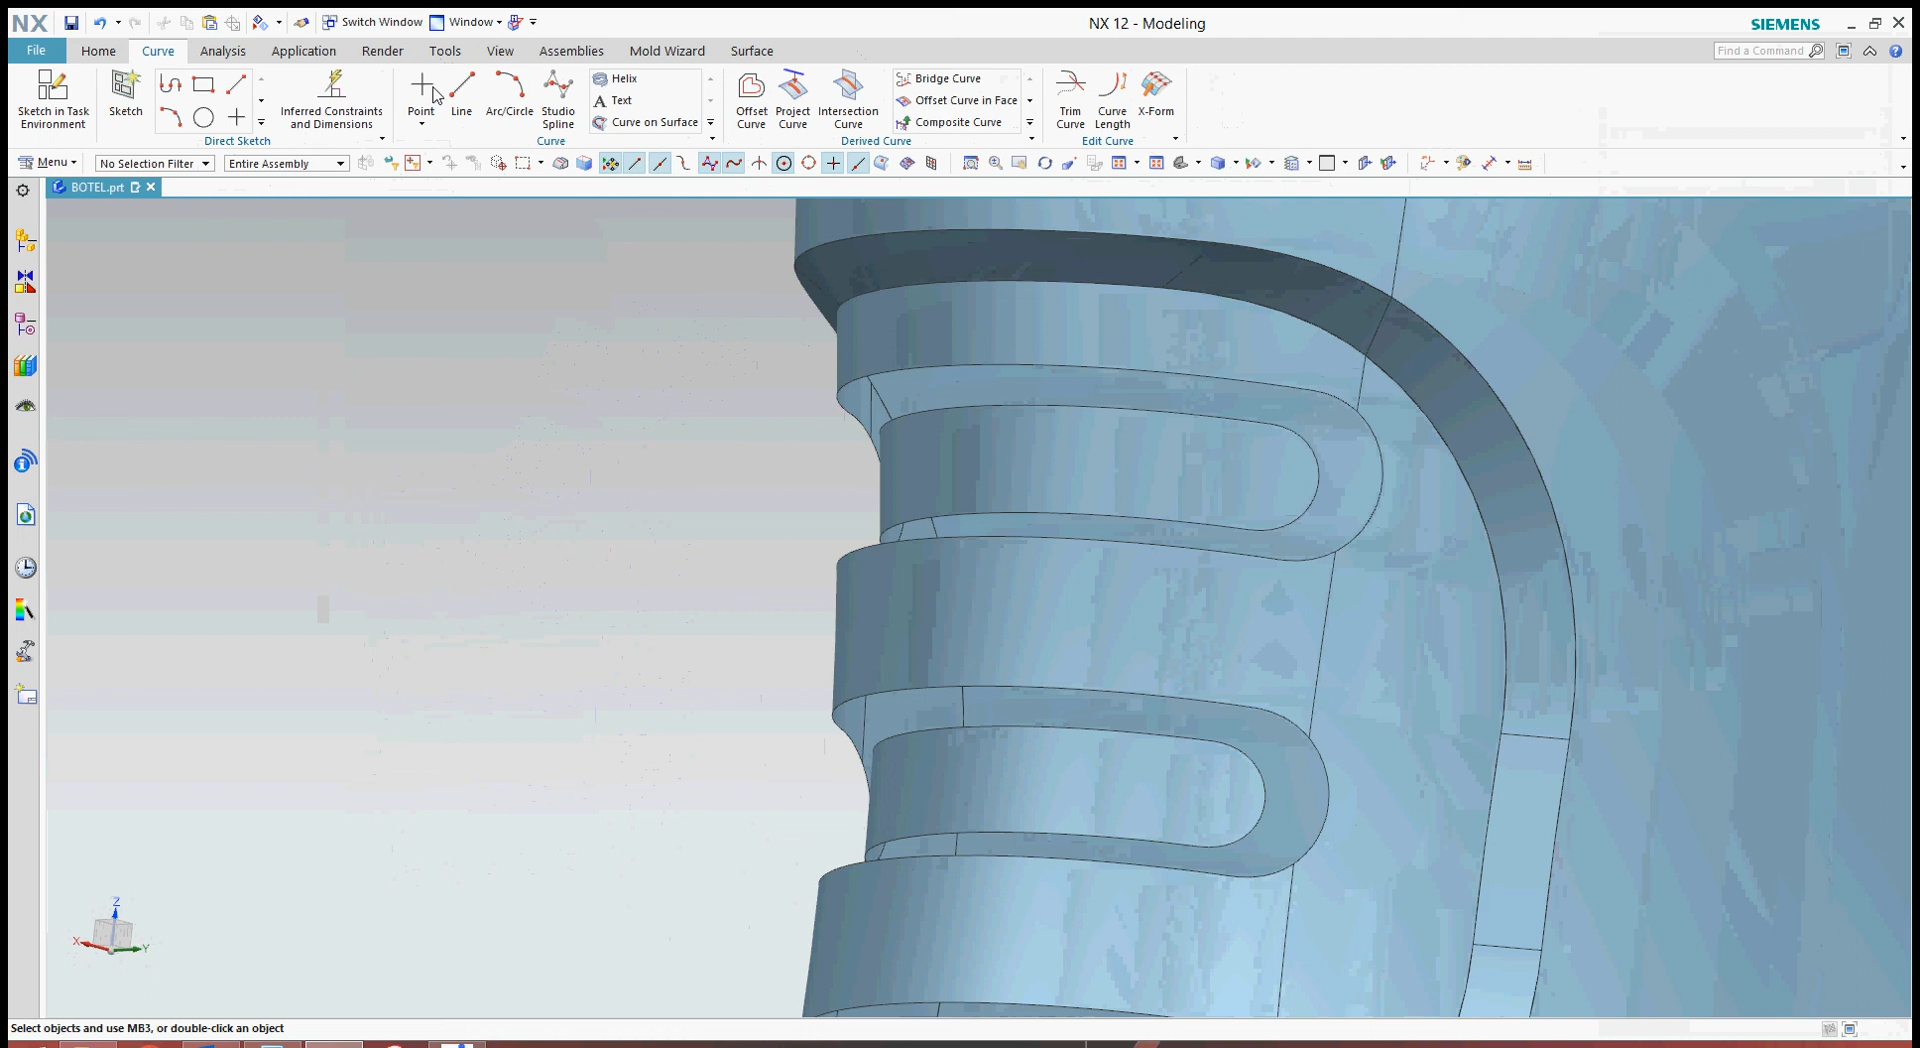 NX
Switch Window
Window
NX 12 - Modeling
SIEMENS
File
Home
Curve
Analysis
Application
Render
Tools
View
Assemblies
Mold Wizard
Surface
Find a Command
Sketch in Task
Environment
Sketch
Inferred Constraints
and Dimensions
Direct Sketch
Point
Line
Arc/Circle
Studio
Spline
Helix
A Text
Curve on Surface
Curve
Offset
Curve
Project
Curve
Intersection
Curve
Bridge Curve
Offset Curve in Face
Composite Curve
Derived Curve
Trim
Curve
Curve
Length
X-Form
Edit Curve
Menu
No Selection Filter
Entire Assembly
BOTEL.prt
Z
X
Y
Select objects and use MB3, or double-click an object